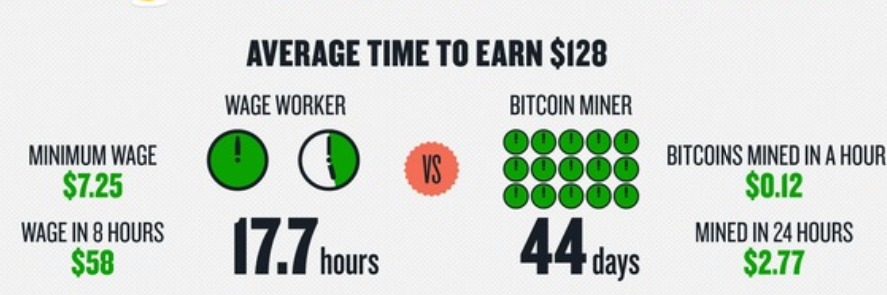 AVERAGE TIME TO EARN $128
WAGE WORKER
BITCOIN MINER
MINIMUM WAGE
$7.25
VS
BITCOINS MINED IN A HOUR
$0.12
WAGE IN 8 HOURS
$58
17.7 hours
44 days
MINED IN 24 HOURS
$2.77